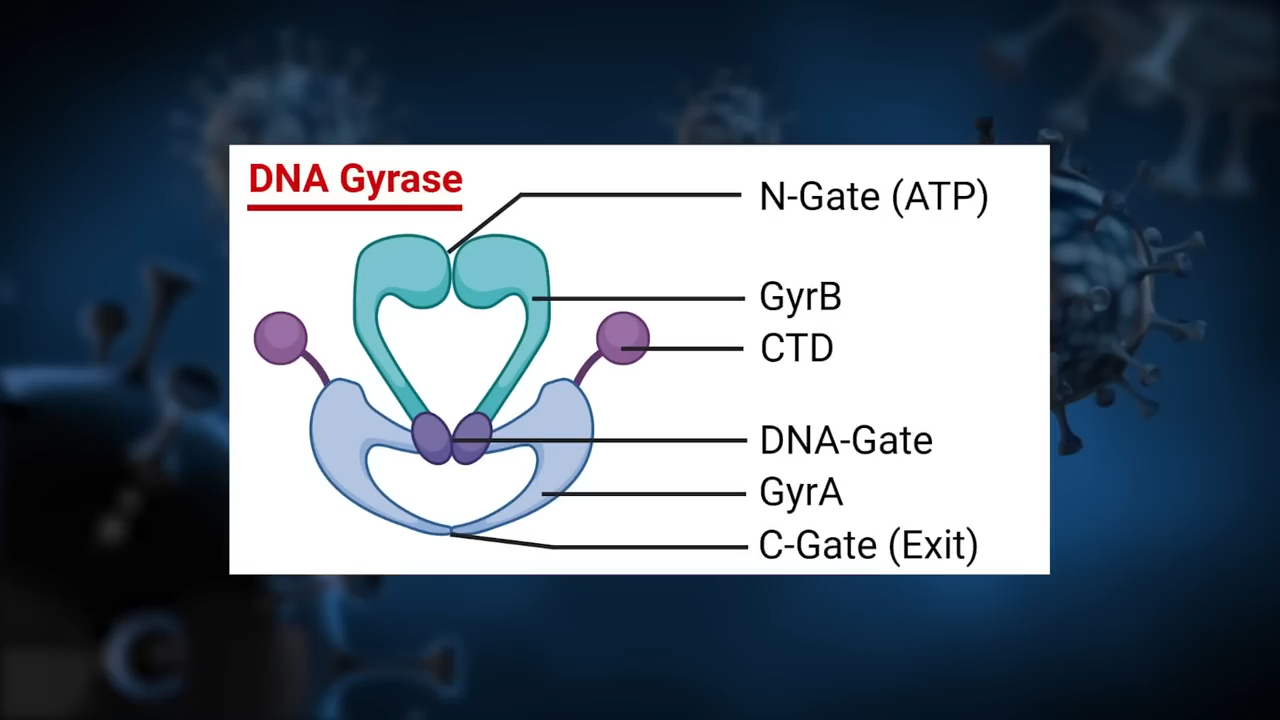 DNA Gyrase
N-Gate (ATP)
GyrB
CTD
DNA-Gate
GyrA
C-Gate (Exit)